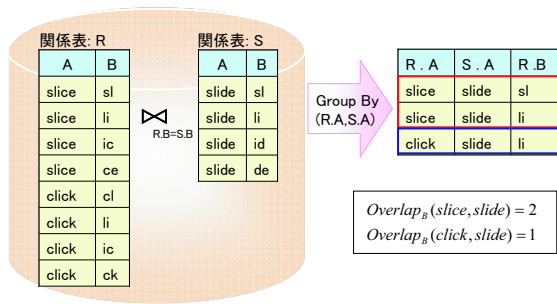 関係表: R
A B
slice sl
slice li
slice ic
slice ce
click cl
click li
click ic
click ck
⋈
R.B=S.B
関係表: S
A B
slide sl
slide li
slide id
slide de
Group By
(R.A,S.A)
R . A S . A R .B
slice slide sl
slice slide li
click slide li
Overlap_B(slice, slide) = 2
Overlap_B(click, slide) = 1